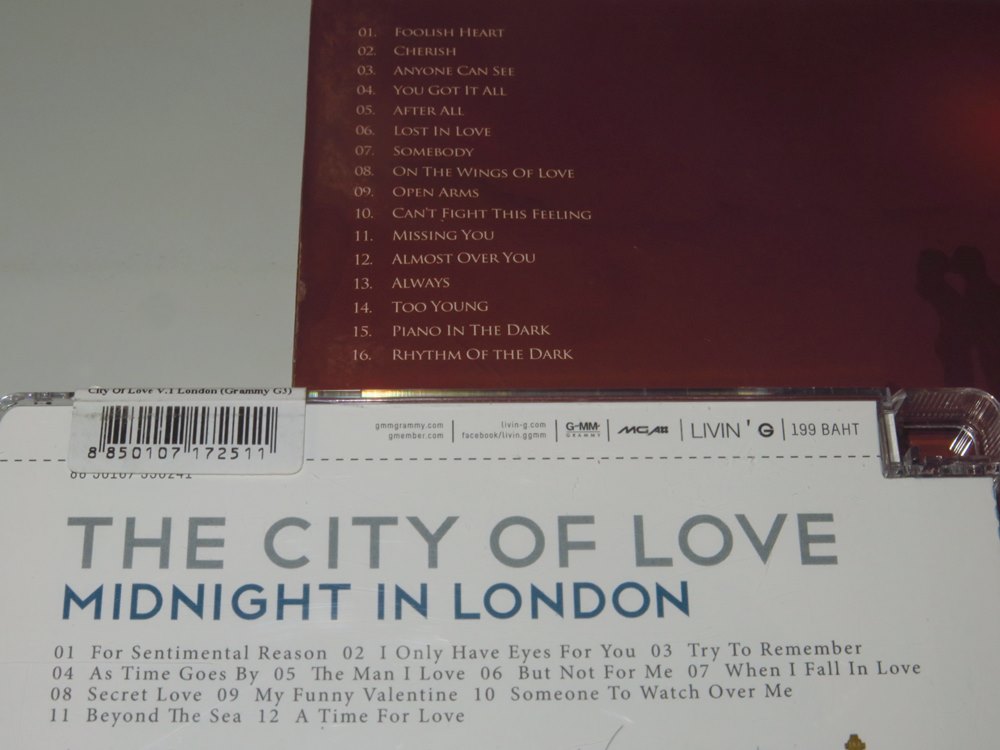 01. FOOLISH HEART
02. CHERISH
03. ANYONE CAN SEE
04. YOU GOT IT ALL
05. AFTER ALL
06. LOST IN LOVE
07. SOMEBODY
08. ON THE WINGS OF LOVE
09. OPEN ARMS
10. CAN'T FIGHT THIS FEELING
11. MISSING YOU
12. ALMOST OVER YOU
13. ALWAYS
14. TOO YOUNG
15. PIANO IN THE DARK
16. RHYTHM OF THE DARK
City Of Love V.1 London (Grammy G3)
8 850107 172511
gmmgrammy.com
gmember.com
livin-g.com
facebook/livin.ggmm
G-MM'
GRAMMY
MGA
LIVIN' G
199 BAHT
THE CITY OF LOVE
MIDNIGHT IN LONDON
01 For Sentimental Reason 02 I Only Have Eyes For You 03 Try To Remember
04 As Time Goes By 05 The Man I Love 06 But Not For Me 07 When I Fall In Love
08 Secret Love 09 My Funny Valentine 10 Someone To Watch Over Me
11 Beyond The Sea 12 A Time For Love